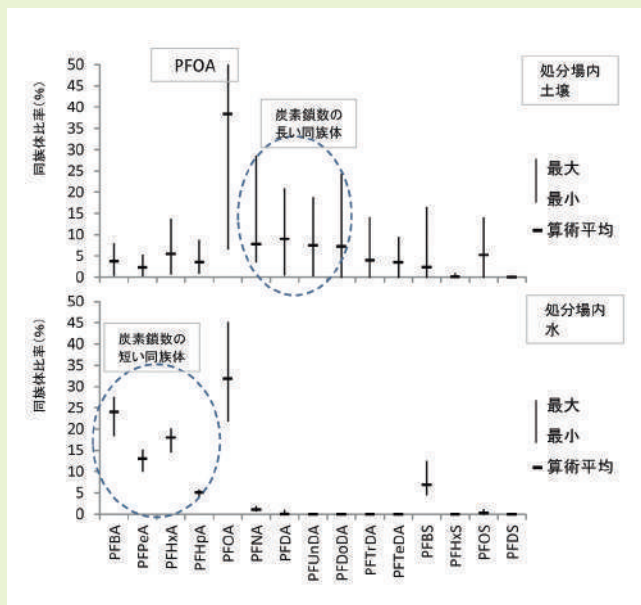 PFOA
処分場内
土壌
炭素鎖数の
長い同族体
同族体比率(%)
50
45
40
35
30
25
20
15
10
5
0
最大
最小
算術平均
処分場内
水
炭素鎖数の
短い同族体
同族体比率(%)
50
45
40
35
30
25
20
15
10
5
0
最大
最小
算術平均
PFBA
PFPeA
PFHxA
PFHpA
PFOA
PFNA
PFDA
PFUnDA
PFDoDA
PFTrDA
PFTeDA
PFBS
PFHxS
PFOS
PFDS